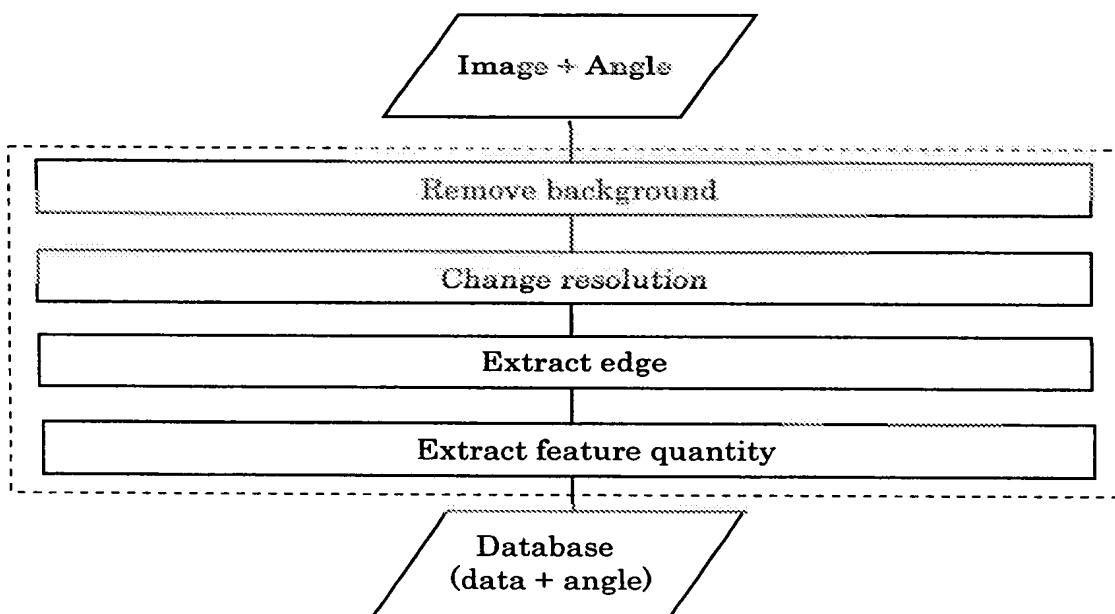 Image + Angle
Remove background
Change resolution
Extract edge
Extract feature quantity
Database
(data + angle)